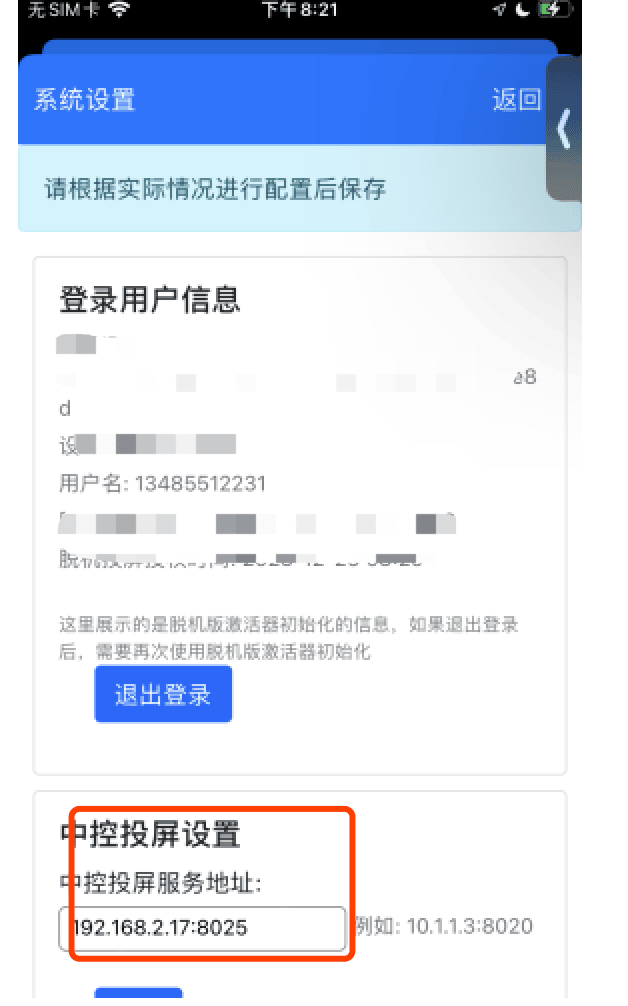 无SIM卡
下午8:21
系统设置
返回
请根据实际情况进行配置后保存
登录用户信息
a8
d
设
用户名: 13485512231
这里展示的是脱机版激活器初始化的信息，如果退出登录
后，需要再次使用脱机版激活器初始化
退出登录
中控投屏设置
中控投屏服务地址:
192.168.2.17:8025
例如: 10.1.1.3:8020